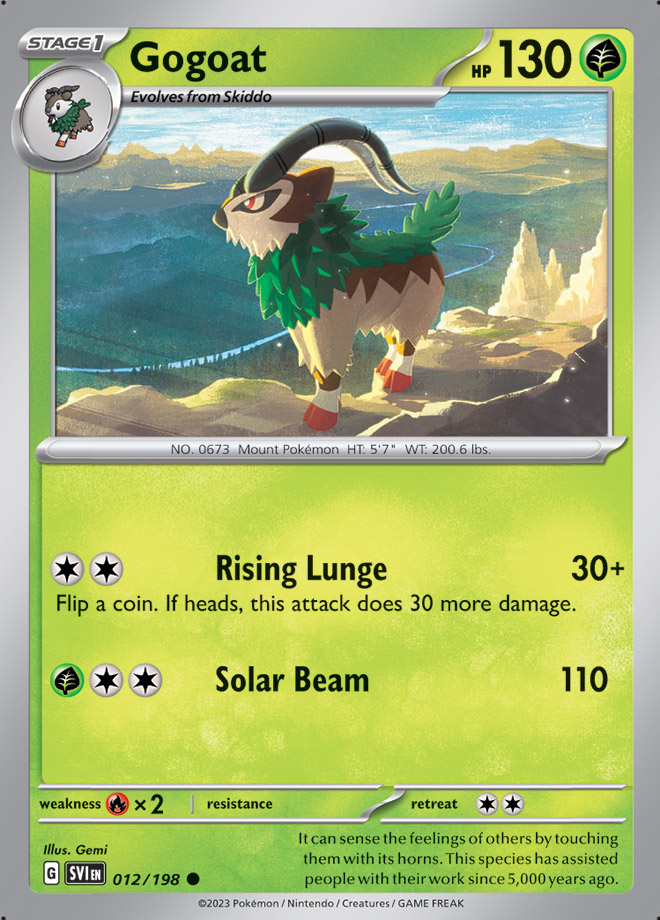 STAGE1
Gogoat
HP 130
Evolves from Skiddo
NO. 0673 Mount Pokémon HT: 5'7" WT: 200.6 lbs.
Rising Lunge 30+
Flip a coin. If heads, this attack does 30 more damage.
Solar Beam 110
weakness ×2 resistance retreat
Illus. Gemi
It can sense the feelings of others by touching
them with its horns. This species has assisted
people with their work since 5,000 years ago.
G SVI EN 012/198
©2023 Pokémon / Nintendo / Creatures / GAME FREAK